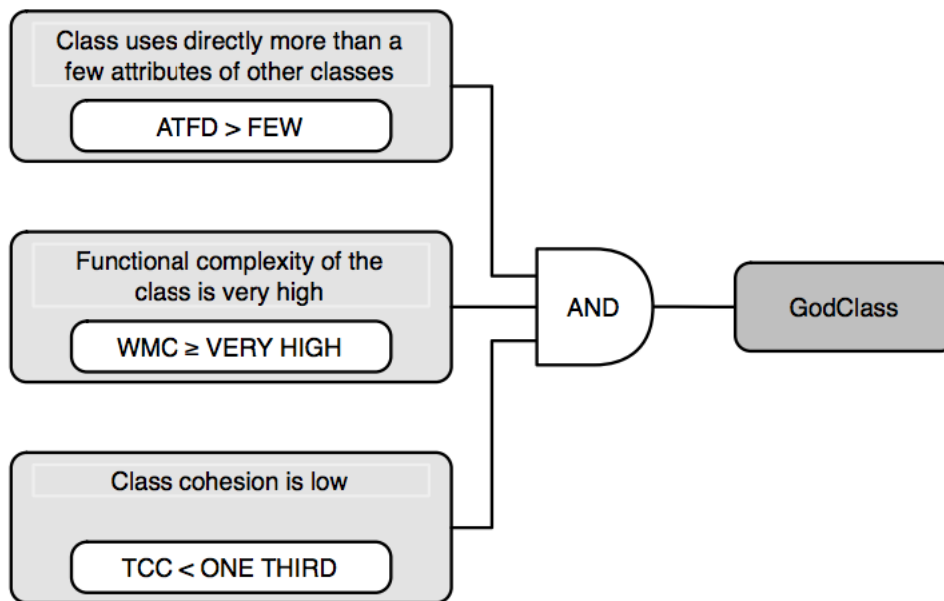 Class uses directly more than a
few attributes of other classes
ATFD > FEW
Functional complexity of the
class is very high
WMC ≥ VERY HIGH
Class cohesion is low
TCC < ONE THIRD
AND
GodClass